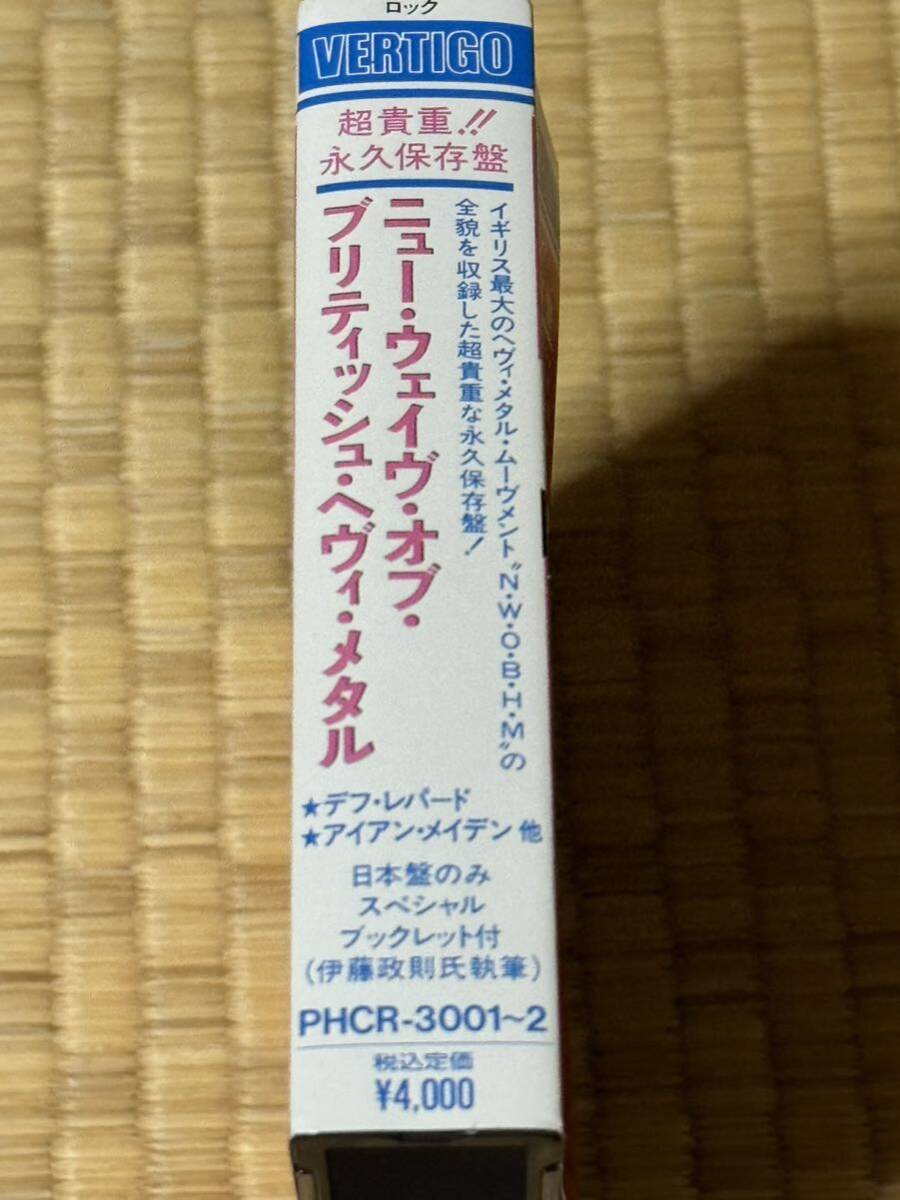 ロック
VERTIGO
超貴重!!
永久保存盤
イギリス最大のヘヴィ・メタル・ムーヴメント“N・W・O・B・H・M”の
全貌を収録した超貴重な永久保存盤!
ニュー・ウェイヴ・オブ・
ブリティッシュ・ヘヴィ・メタル
★デフ・レパード
★アイアン・メイデン 他
日本盤のみ
スペシャル
ブックレット付
(伊藤政則氏執筆)
PHCR-3001~2
税込定価
¥4,000